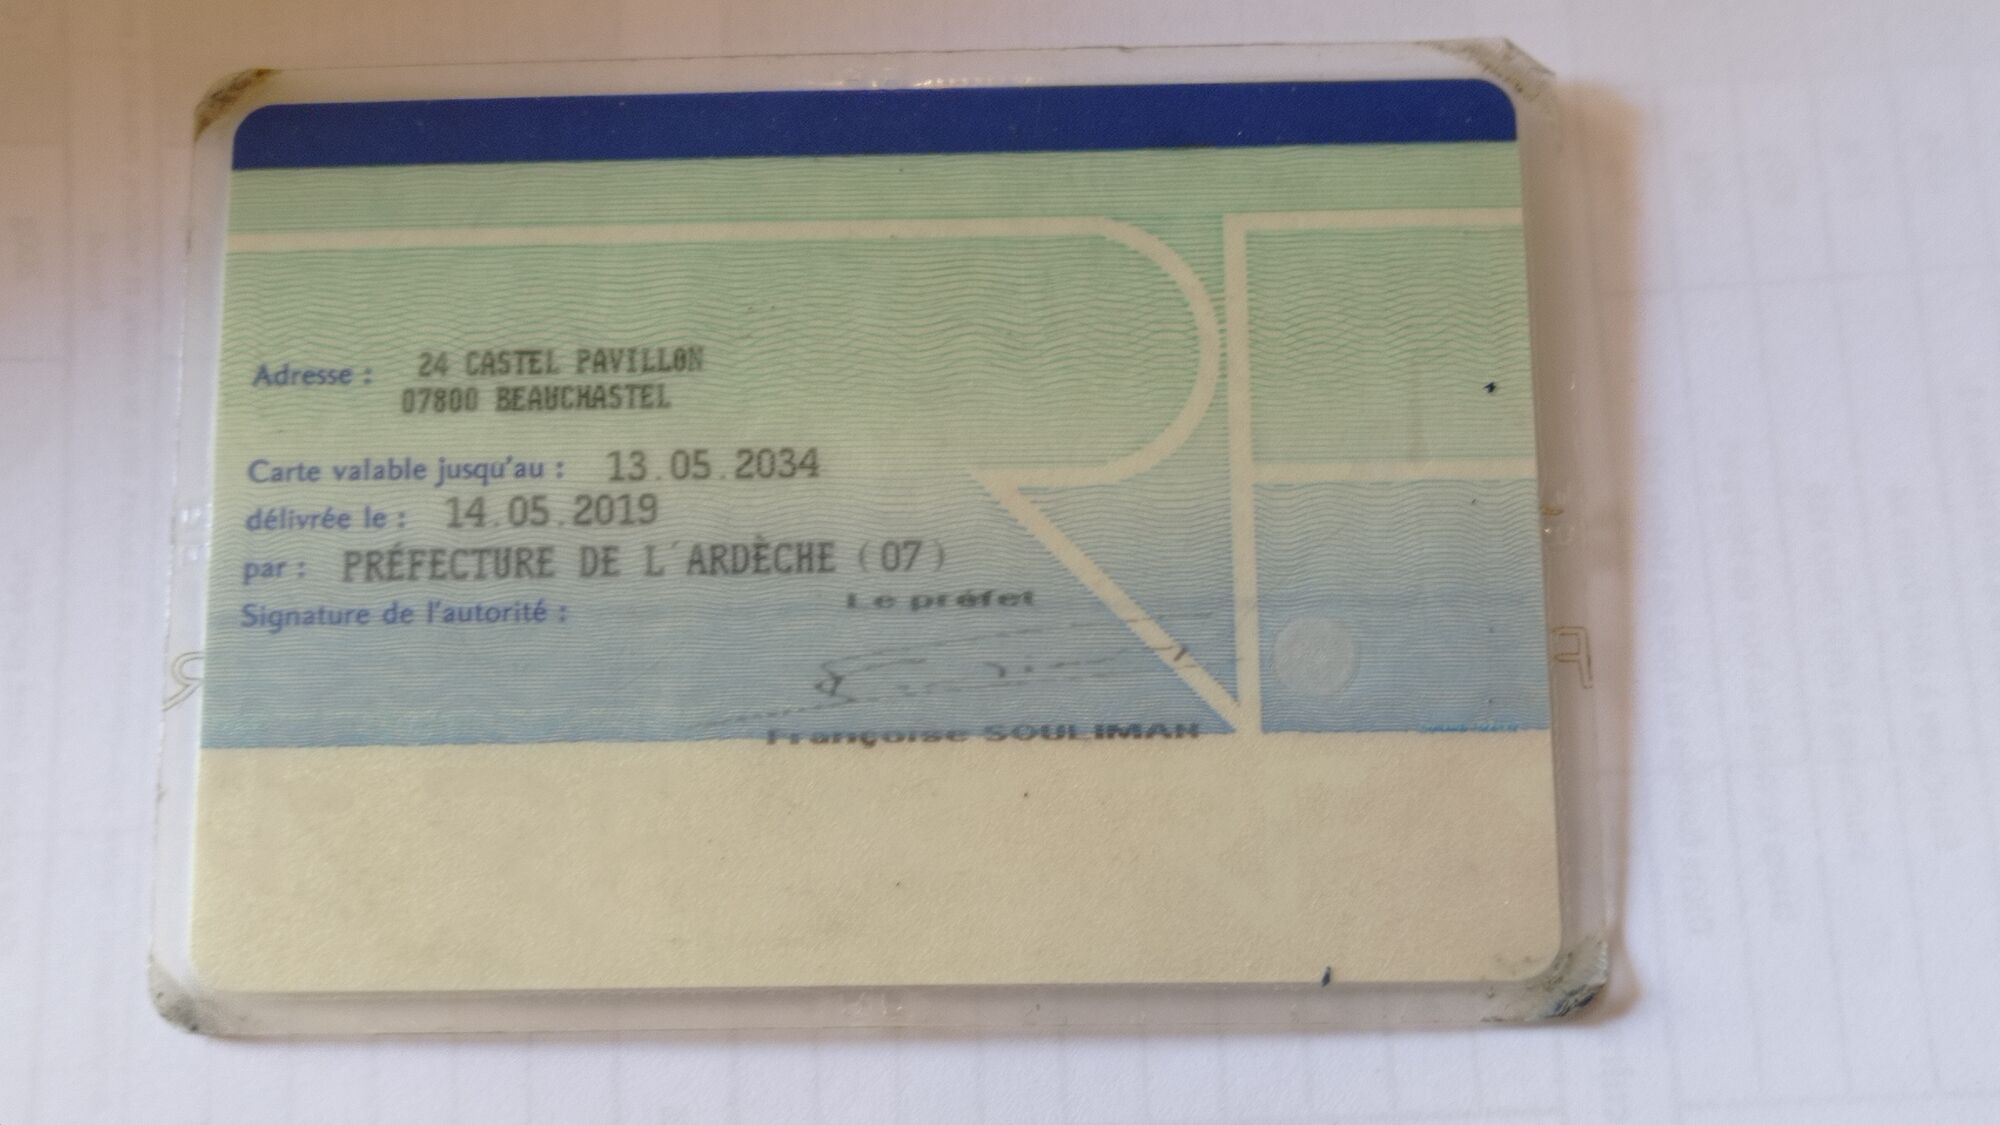 Adresse : 24 CASTEL PAVILLON
07800 BEAUCHASTEL
Carte valable jusqu'au : 13.05.2034
délivrée le : 14.05.2019
par : PRÉFECTURE DE L'ARDÈCHE (07)
Signature de l'autorité :
Le préfet
Françoise SOULIMAN
RF
R
F